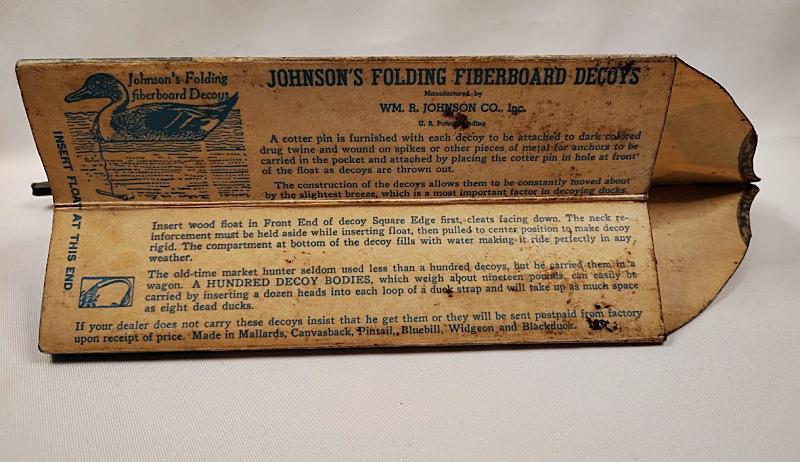 Johnson's Folding
fiberboard Decoys
JOHNSON'S FOLDING FIBERBOARD DECOYS
Manufactured by
WM. R. JOHNSON CO., Inc.
U. S. Patent Pending
A cotter pin is furnished with each decoy to be attached to dark colored
drug twine and wound on spikes or other pieces of metal for anchors to be
carried in the pocket and attached by placing the cotter pin in hole at front
of the float as decoys are thrown out.
The construction of the decoys allows them to be constantly moved about
by the slightest breeze, which is a most important factor in decoying ducks.
INSERT FLOAT AT THIS END
Insert wood float in Front End of decoy Square Edge first, cleats facing down. The neck re-
inforcement must be held aside while inserting float, then pulled to center position to make decoy
rigid. The compartment at bottom of the decoy fills with water making it ride perfectly in any
weather.
The old-time market hunter seldom used less than a hundred decoys, but he carried them in a
wagon. A HUNDRED DECOY BODIES, which weigh about nineteen pounds, can easily be
carried by inserting a dozen heads into each loop of a duck strap and will take up as much space
as eight dead ducks.
If your dealer does not carry these decoys insist that he get them or they will be sent postpaid from factory
upon receipt of price. Made in Mallards, Canvasback, Pintail, Bluebill, Widgeon and Blackduck.